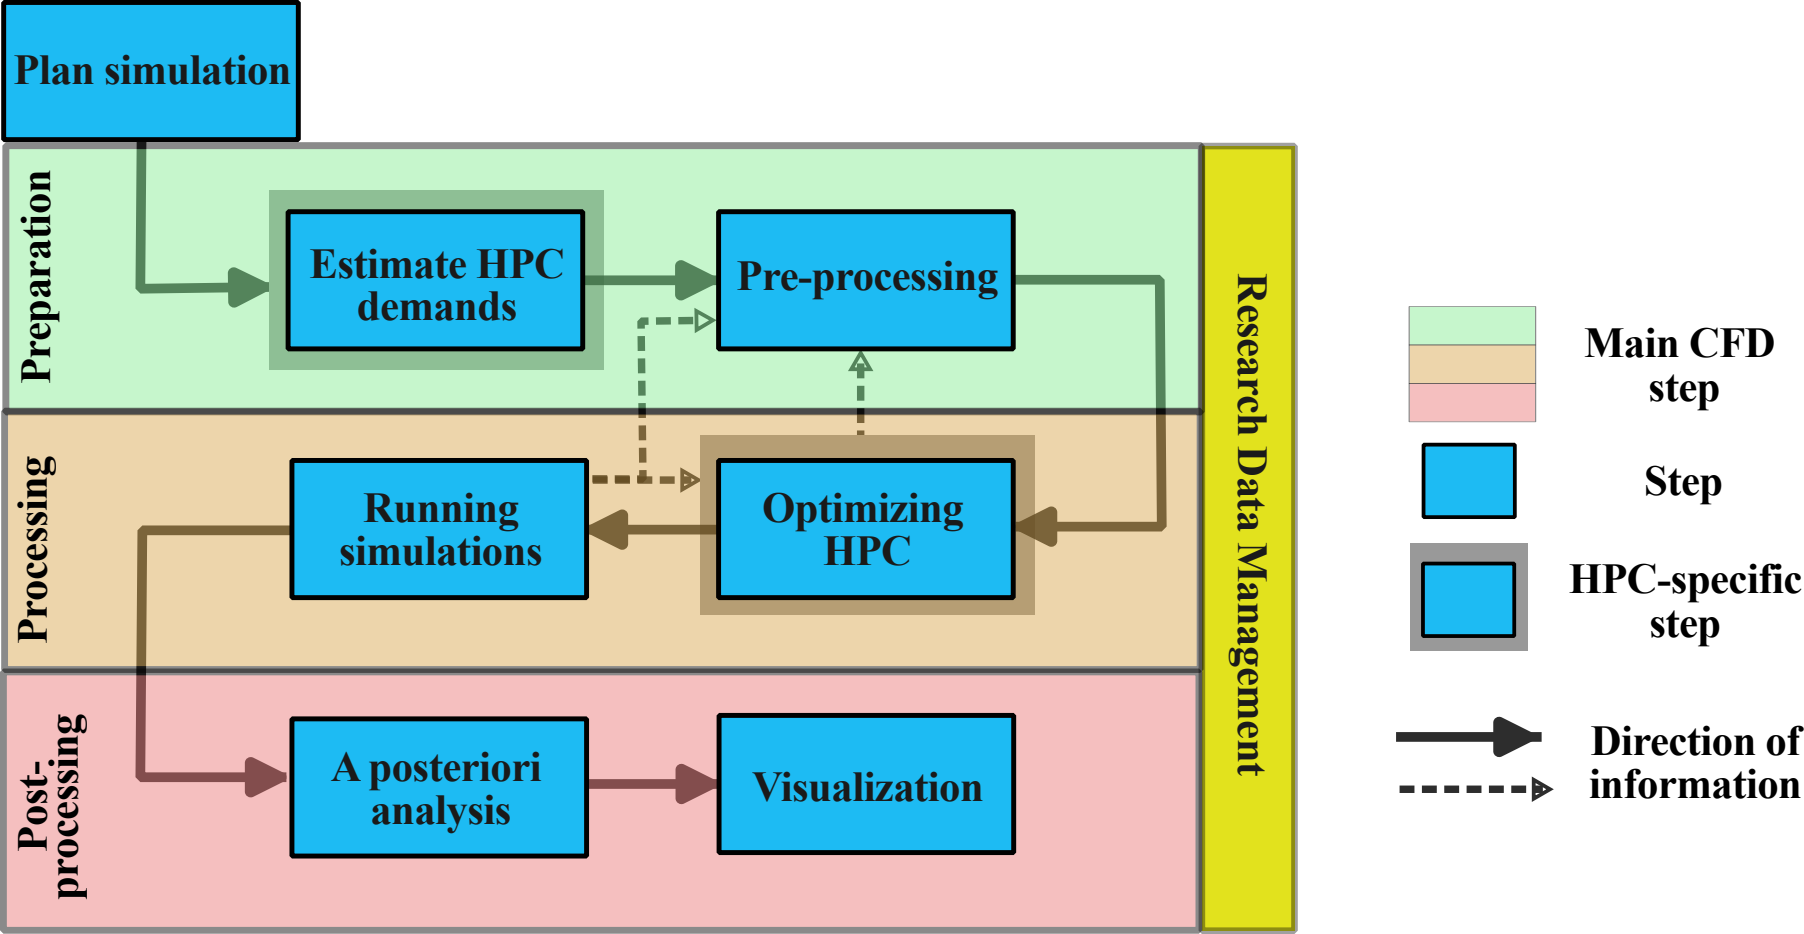 Plan simulation
Preparation
Estimate HPC
demands
Pre-processing
Processing
Running
simulations
Optimizing
HPC
Post-
processing
A posteriori
analysis
Visualization
Research Data Management
Main CFD
step
Step
HPC-specific
step
Direction of
information